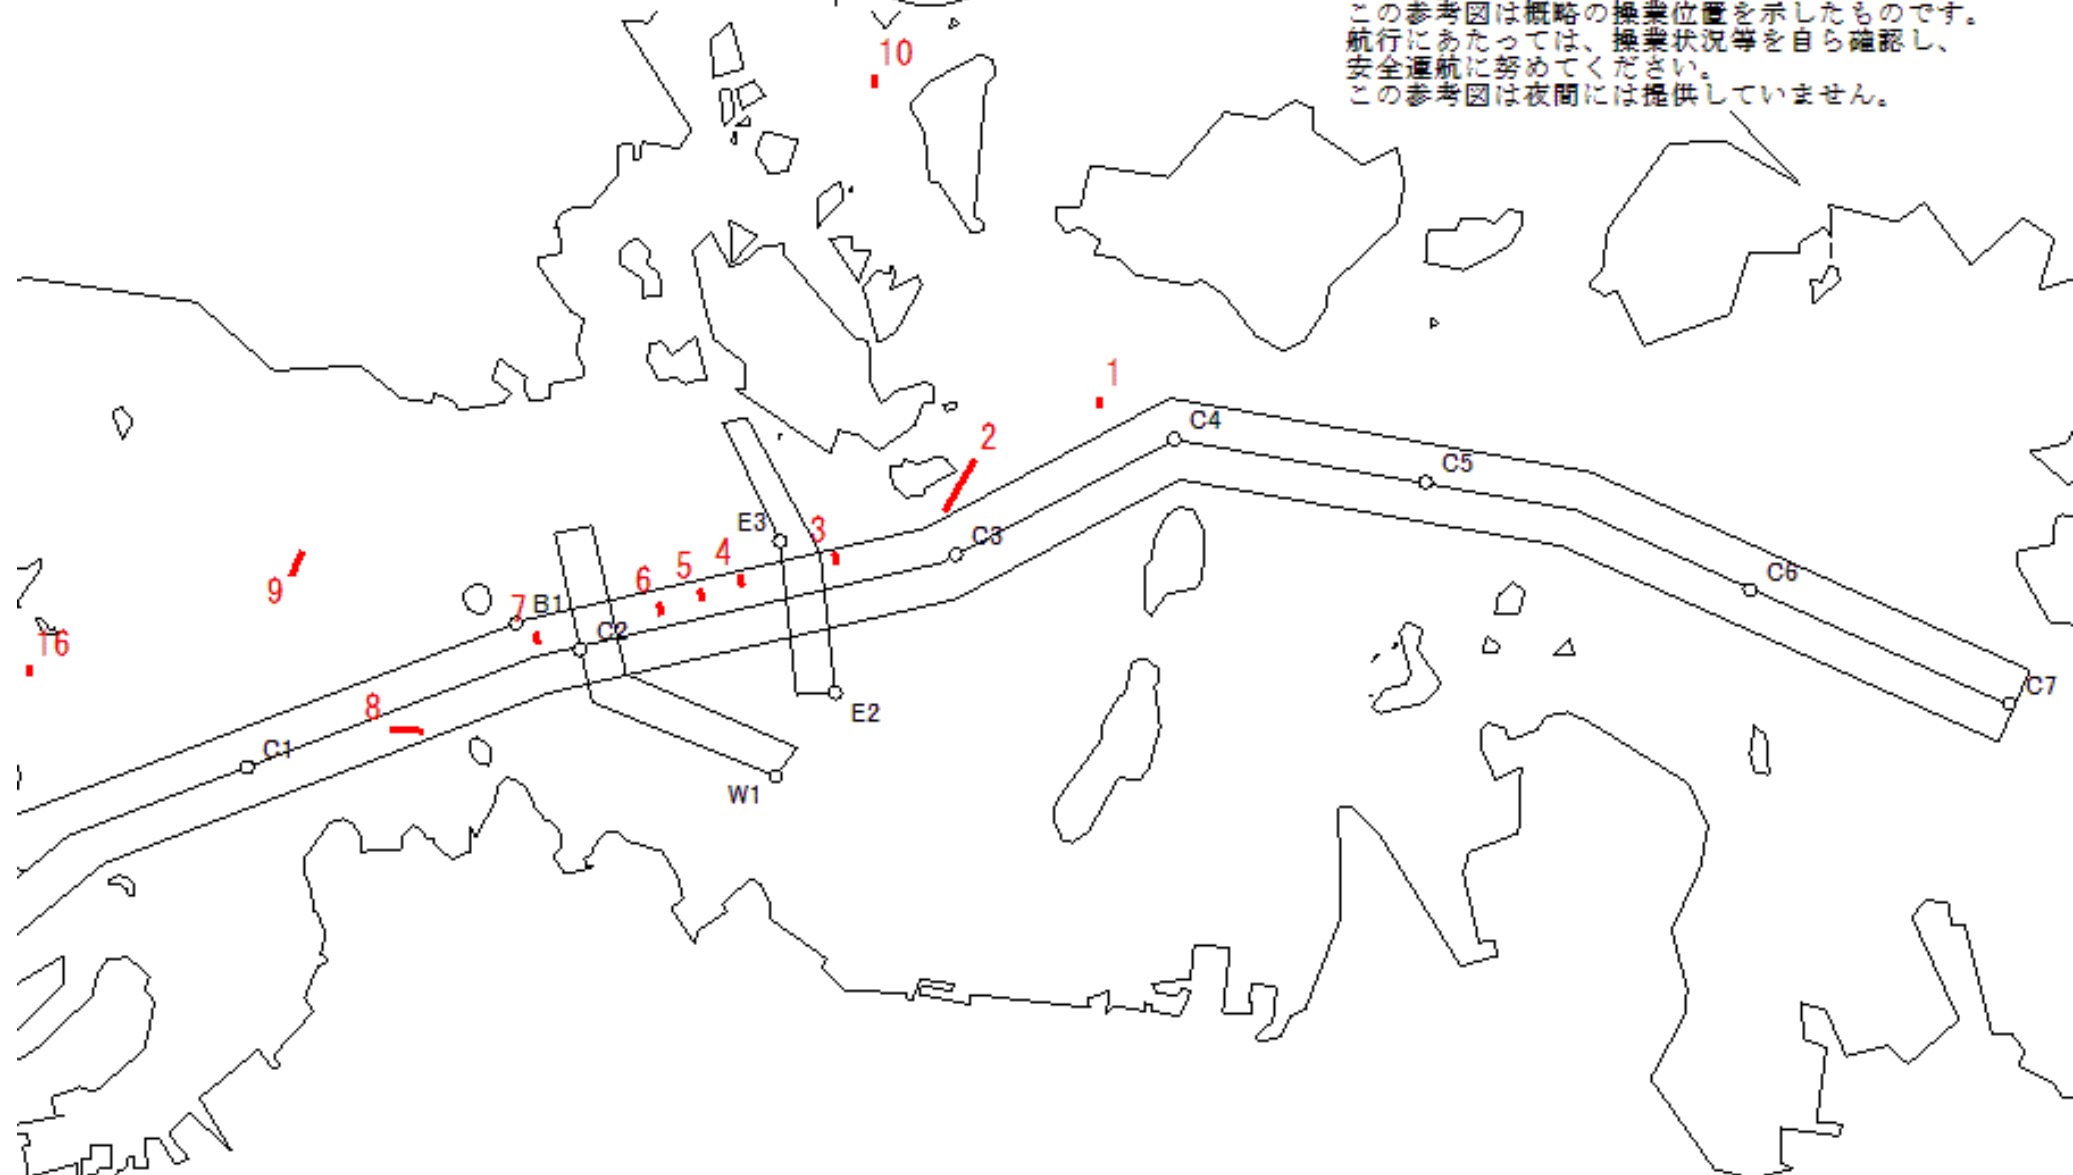 この参考図は概略の操業位置を示したものです。
航行にあたっては、操業状況等を自ら確認し、
安全運航に努めてください。
この参考図は夜間には提供していません。
10
1
C4
2
C5
E3
3
C3
4
5
6
C6
9
7
B1
C2
16
C7
8
E2
C1
W1